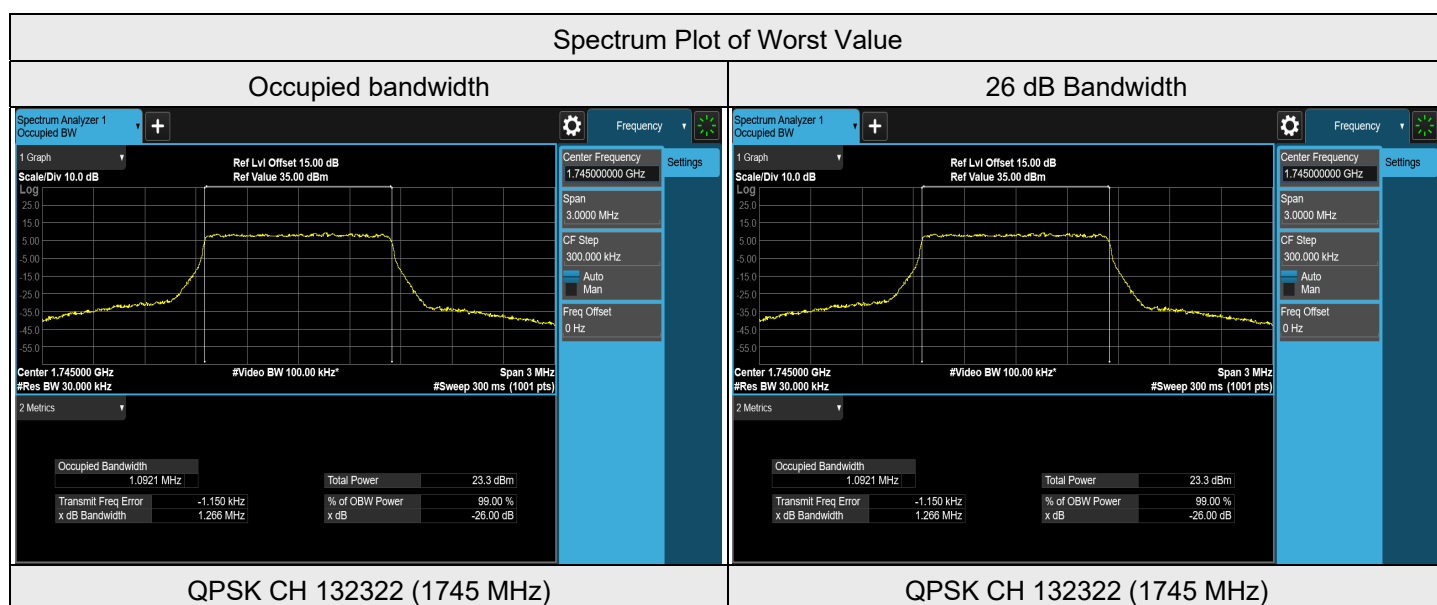 Spectrum Plot of Worst Value
Occupied bandwidth
26 dB Bandwidth
Spectrum Analyzer 1
Occupied BW
+
Frequency
1 Graph
Scale/Div 10.0 dB
Ref Lvl Offset 15.00 dB
Ref Value 35.00 dBm
Log
25.0
15.0
5.00
-5.00
-15.0
-25.0
-35.0
-45.0
-55.0
Center 1.745000 GHz
#Video BW 100.00 kHz*
Span 3 MHz
#Res BW 30.000 kHz
#Sweep 300 ms (1001 pts)
Center Frequency
1.745000000 GHz
Settings
Span
3.0000 MHz
CF Step
300.000 kHz
Auto
Man
Freq Offset
0 Hz
2 Metrics
Occupied Bandwidth
1.0921 MHz
Total Power 23.3 dBm
Transmit Freq Error -1.150 kHz % of OBW Power 99.00 %
x dB Bandwidth 1.266 MHz x dB -26.00 dB
Spectrum Analyzer 1
Occupied BW
+
Frequency
1 Graph
Scale/Div 10.0 dB
Ref Lvl Offset 15.00 dB
Ref Value 35.00 dBm
Log
25.0
15.0
5.00
-5.00
-15.0
-25.0
-35.0
-45.0
-55.0
Center 1.745000 GHz
#Video BW 100.00 kHz*
Span 3 MHz
#Res BW 30.000 kHz
#Sweep 300 ms (1001 pts)
Center Frequency
1.745000000 GHz
Settings
Span
3.0000 MHz
CF Step
300.000 kHz
Auto
Man
Freq Offset
0 Hz
2 Metrics
Occupied Bandwidth
1.0921 MHz
Total Power 23.3 dBm
Transmit Freq Error -1.150 kHz % of OBW Power 99.00 %
x dB Bandwidth 1.266 MHz x dB -26.00 dB
QPSK CH 132322 (1745 MHz)
QPSK CH 132322 (1745 MHz)